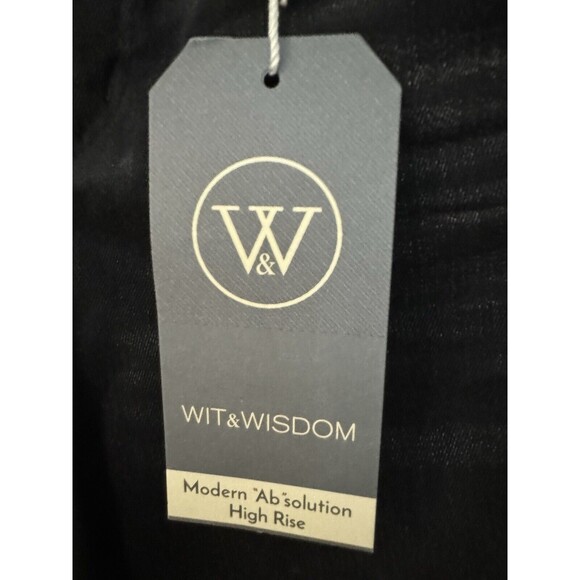 W&W
WIT&WISDOM
Modern "Ab"solution
High Rise